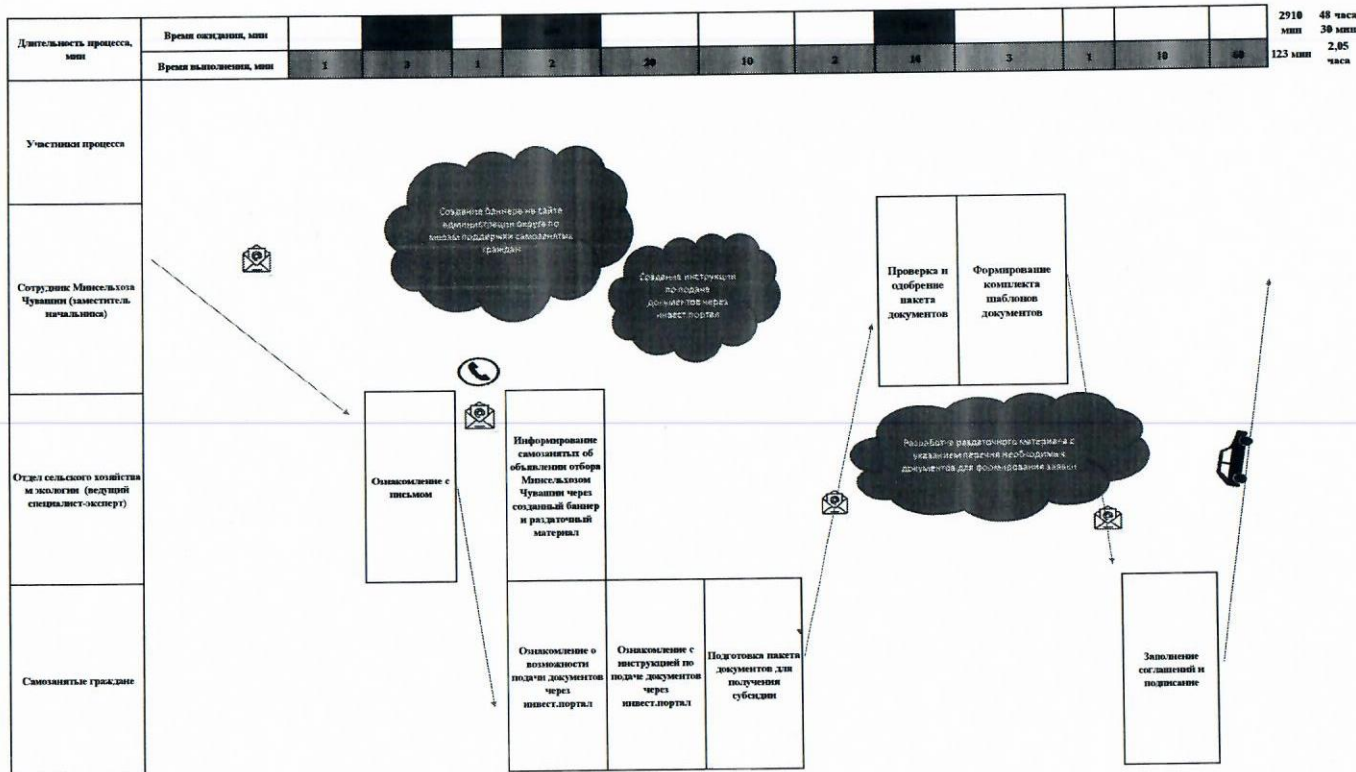 Длительность процесса,
мин
Время ожидания, мин
2910
мин
48 часа
30 мин
Время выполнения, мин
1
3
1
2
20
10
2
3
1
10
60
123 мин
2,05
часа
Участники процесса
Сотрудник Минсельхоза
Чувашии (заместитель
начальника)
Создание баннера на сайте
администрации округа по
мерам поддержки самозанятых
граждан
Создание инструкции
по подаче
документов через
инвест.портал
Проверка и
одобрение
пакета
документов
Формирование
комплекта
шаблонов
документов
Отдел сельского хозяйства
и экологии (ведущий
специалист-эксперт)
Ознакомление с
письмом
Информирование
самозанятых об
объявлении отбора
Минсельхозом
Чувашии через
созданный баннер
и раздаточный
материал
Разработка раздаточного материала с
указанием перечня необходимых
документов для формирования заявки
Самозанятые граждане
Ознакомление о
возможности
подачи документов
через
инвест.портал
Ознакомление с
инструкцией по
подаче документов
через
инвест.портал
Подготовка пакета
документов для
получения
субсидии
Заполнение
соглашений и
подписание